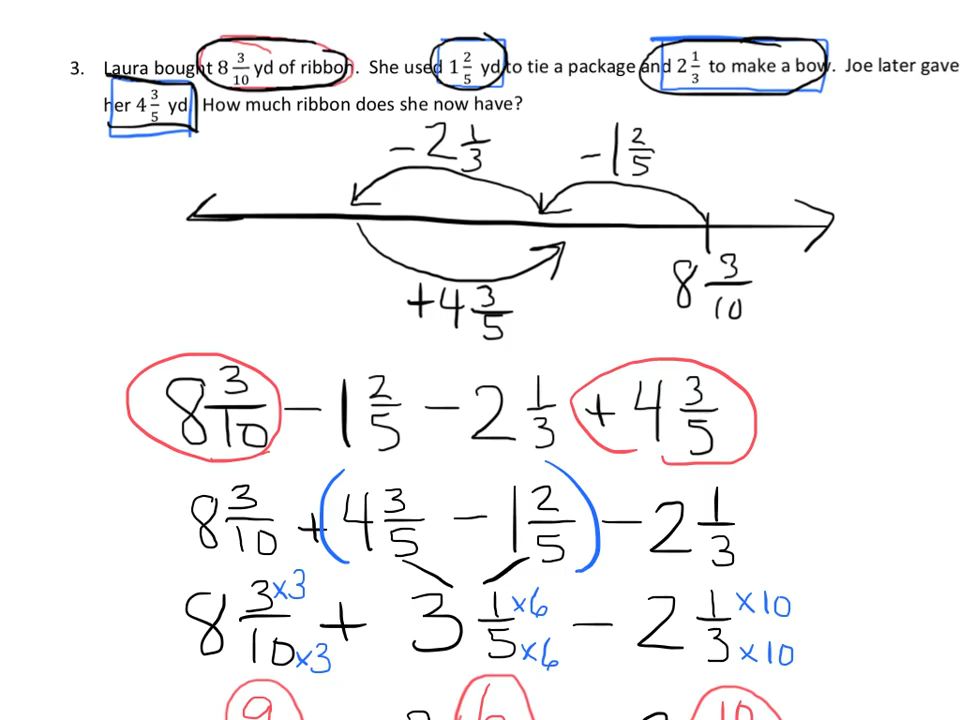 3. Laura bought 8 3/10 yd of ribbon. She used 1 2/5 yd to tie a package and 2 1/3 to make a bow. Joe later gave
her 4 3/5 yd. How much ribbon does she now have?
- 2 1/3 - 1 2/5
8 3/10
+ 4 3/5
8 3/10 - 1 2/5 - 2 1/3 + 4 3/5
8 3/10 + (4 3/5 - 1 2/5) - 2 1/3
8 3×3/10×3 + 3 1×6/5×6 - 2 1×10/3×10
9 10